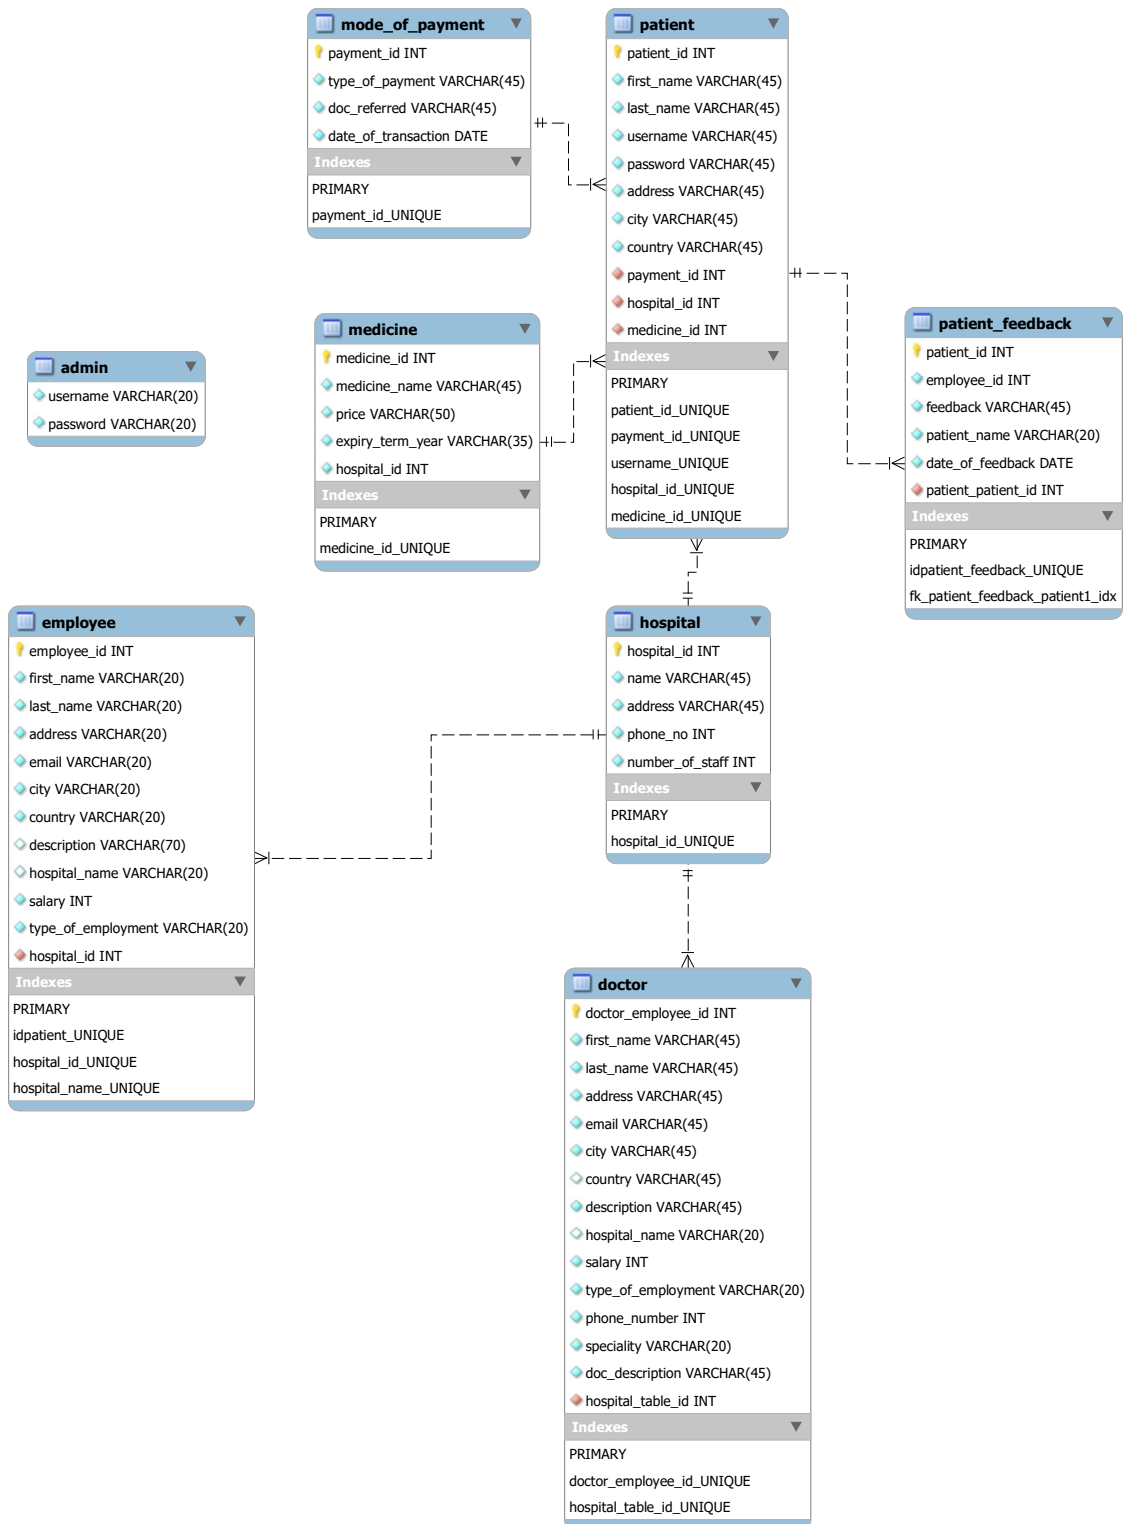 mode_of_payment
payment_id INT
type_of_payment VARCHAR(45)
doc_referred VARCHAR(45)
date_of_transaction DATE
Indexes
PRIMARY
payment_id_UNIQUE
patient
patient_id INT
first_name VARCHAR(45)
last_name VARCHAR(45)
username VARCHAR(45)
password VARCHAR(45)
address VARCHAR(45)
city VARCHAR(45)
country VARCHAR(45)
payment_id INT
hospital_id INT
medicine_id INT
Indexes
PRIMARY
patient_id_UNIQUE
payment_id_UNIQUE
username_UNIQUE
hospital_id_UNIQUE
medicine_id_UNIQUE
medicine
medicine_id INT
medicine_name VARCHAR(45)
price VARCHAR(50)
expiry_term_year VARCHAR(35)
hospital_id INT
Indexes
PRIMARY
medicine_id_UNIQUE
patient_feedback
patient_id INT
employee_id INT
feedback VARCHAR(45)
patient_name VARCHAR(20)
date_of_feedback DATE
patient_patient_id INT
Indexes
PRIMARY
idpatient_feedback_UNIQUE
fk_patient_feedback_patient1_idx
admin
username VARCHAR(20)
password VARCHAR(20)
employee
employee_id INT
first_name VARCHAR(20)
last_name VARCHAR(20)
address VARCHAR(20)
email VARCHAR(20)
city VARCHAR(20)
country VARCHAR(20)
description VARCHAR(70)
hospital_name VARCHAR(20)
salary INT
type_of_employment VARCHAR(20)
hospital_id INT
Indexes
PRIMARY
idpatient_UNIQUE
hospital_id_UNIQUE
hospital_name_UNIQUE
hospital
hospital_id INT
name VARCHAR(45)
address VARCHAR(45)
phone_no INT
number_of_staff INT
Indexes
PRIMARY
hospital_id_UNIQUE
doctor
doctor_employee_id INT
first_name VARCHAR(45)
last_name VARCHAR(45)
address VARCHAR(45)
email VARCHAR(45)
city VARCHAR(45)
country VARCHAR(45)
description VARCHAR(45)
hospital_name VARCHAR(20)
salary INT
type_of_employment VARCHAR(20)
phone_number INT
speciality VARCHAR(20)
doc_description VARCHAR(45)
hospital_table_id INT
Indexes
PRIMARY
doctor_employee_id_UNIQUE
hospital_table_id_UNIQUE